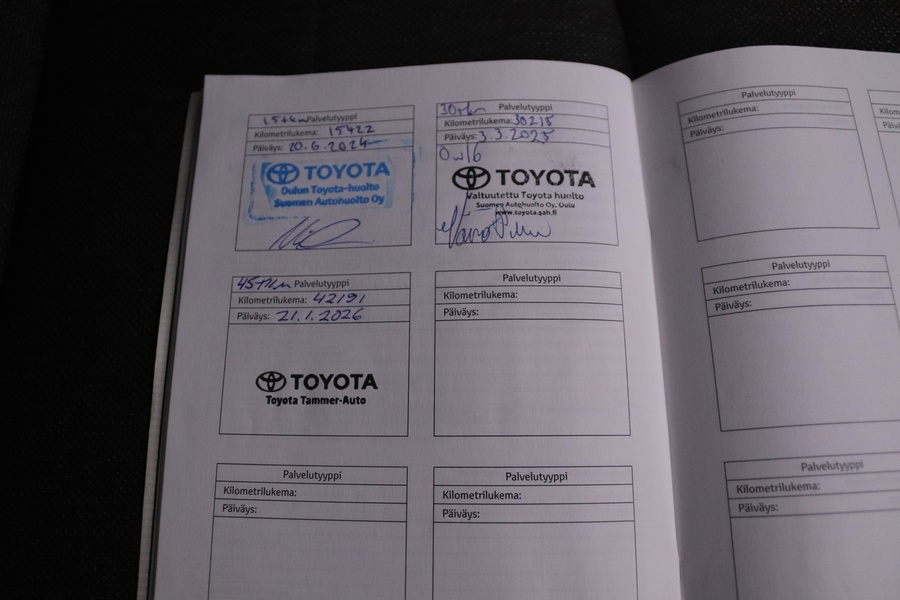 15tkm Palvelutyyppi
Kilometrilukema: 15422
Päiväys: 20.6.2024
TOYOTA
Oulun Toyota-huolto
Suomen Autohuolto Oy
30tkm Palvelutyyppi
Kilometrilukema: 30215
Päiväys: 3.3.2025
0w16
TOYOTA
Valtuutettu Toyota huolto
Suomen Autohuolto Oy, Oulu
www.toyota.sah.fi
45tkm Palvelutyyppi
Kilometrilukema: 42191
Päiväys: 21.1.2026
TOYOTA
Toyota Tammer-Auto
Palvelutyyppi
Kilometrilukema:
Päiväys:
Palvelutyyppi
Kilometrilukema:
Päiväys:
Palvelutyyppi
Kilometrilukema:
Päiväys:
Palvelutyyppi
Kilometrilukema:
Päiväys:
Palvelutyyppi
Kilometrilukema:
Päiväys:
Palvelutyyppi
Kilometrilukema:
Päiväys: